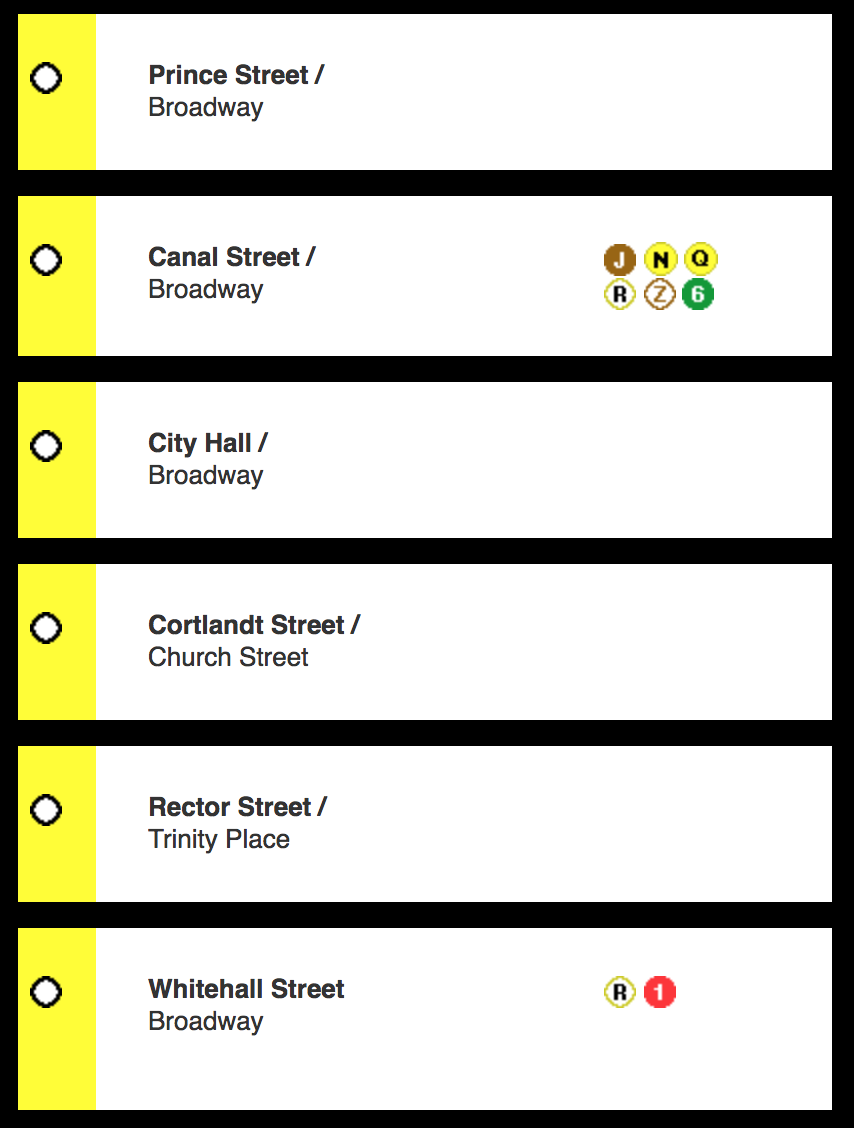 Prince Street /
Broadway
Canal Street /
Broadway
J N Q
R Z 6
City Hall /
Broadway
Cortlandt Street /
Church Street
Rector Street /
Trinity Place
Whitehall Street
Broadway
R 1